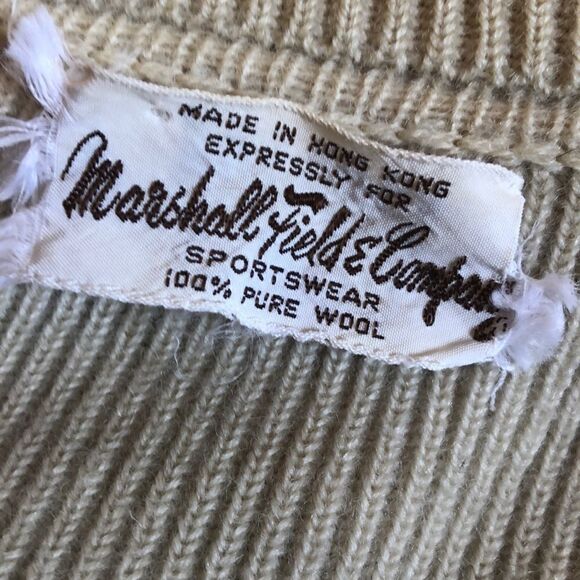 MADE IN HONG KONG
EXPRESSLY FOR
Marshall Field & Company
SPORTSWEAR
100% PURE WOOL